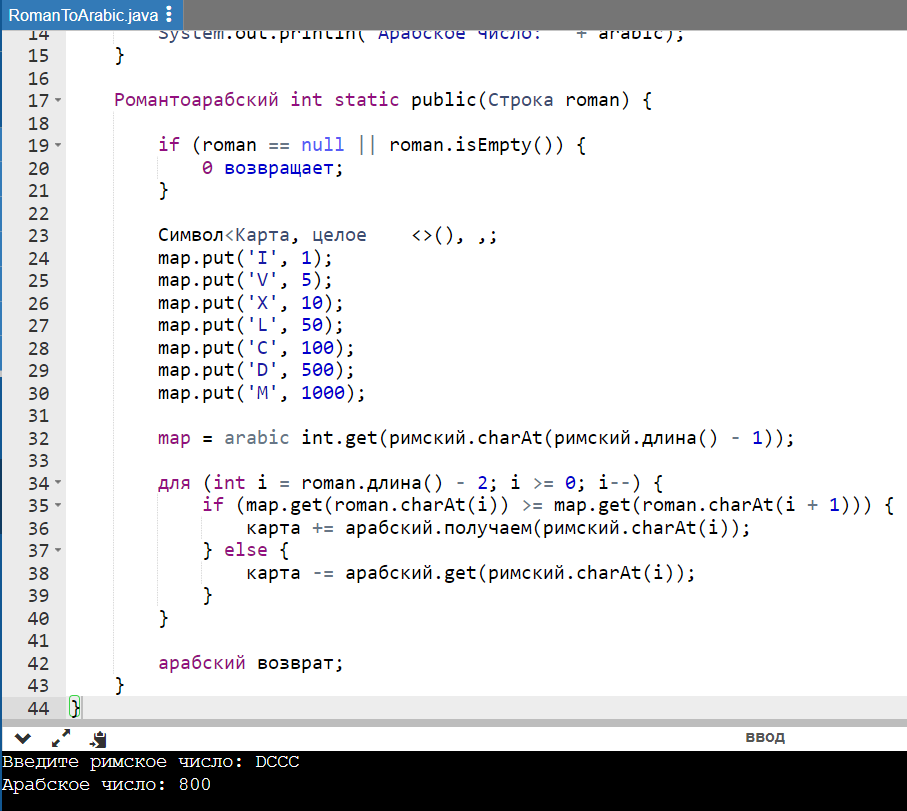 RomanToArabic.java
14 System.out.println("Арабское число: " + arabic);
15 }
16
17 Романтоарабский int static public(Строка roman) {
18
19 if (roman == null || roman.isEmpty()) {
20 0 возвращает;
21 }
22
23 Символ<Карта, целое <>(), ,;
24 map.put('I', 1);
25 map.put('V', 5);
26 map.put('X', 10);
27 map.put('L', 50);
28 map.put('C', 100);
29 map.put('D', 500);
30 map.put('M', 1000);
31
32 map = arabic int.get(римский.charAt(римский.длина() - 1));
33
34 для (int i = roman.длина() - 2; i >= 0; i--) {
35 if (map.get(roman.charAt(i)) >= map.get(roman.charAt(i + 1))) {
36 карта += арабский.получаем(римский.charAt(i));
37 } else {
38 карта -= арабский.get(римский.charAt(i));
39 }
40 }
41
42 арабский возврат;
43 }
44 }
ввод
Введите римское число: DCCC
Арабское число: 800